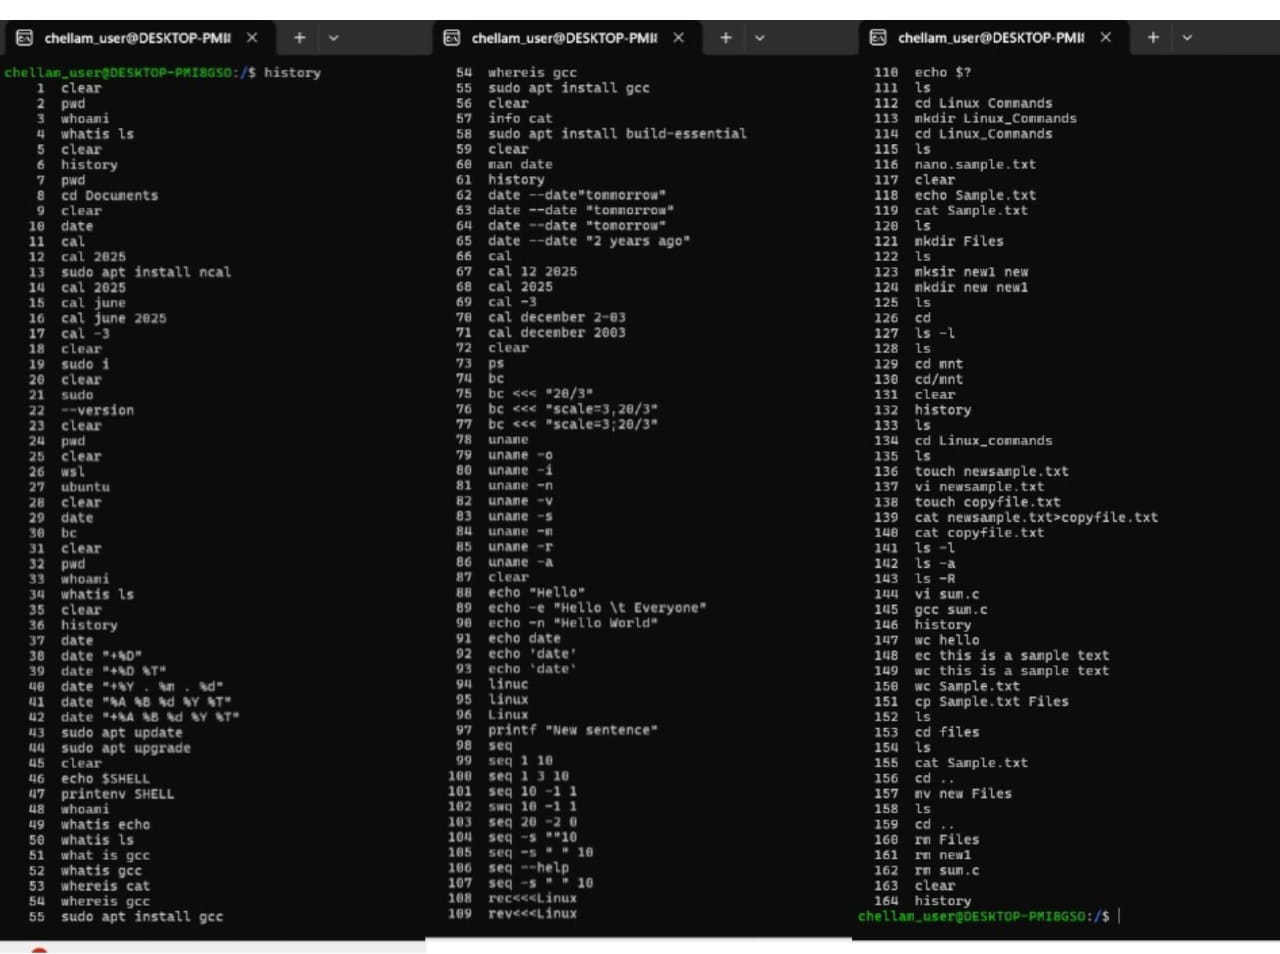 chellam_user@DESKTOP-PMI8
chellam_user@DESKTOP-PMI8GSO:/$ history
1 clear
2 pwd
3 whoami
4 whatis ls
5 clear
6 history
7 pwd
8 cd Documents
9 clear
10 date
11 cal
12 cal 2025
13 sudo apt install ncal
14 cal 2025
15 cal june
16 cal june 2025
17 cal -3
18 clear
19 sudo i
20 clear
21 sudo
22 --version
23 clear
24 pwd
25 clear
26 wsl
27 ubuntu
28 clear
29 date
30 bc
31 clear
32 pwd
33 whoami
34 whatis ls
35 clear
36 history
37 date
38 date "+%D"
39 date "+%D %T"
40 date "+%Y . %m . %d"
41 date "%A %B %d %Y %T"
42 date "+%A %B %d %Y %T"
43 sudo apt update
44 sudo apt upgrade
45 clear
46 echo $SHELL
47 printenv SHELL
48 whoami
49 whatis echo
50 whatis ls
51 what is gcc
52 whatis gcc
53 whereis cat
54 whereis gcc
55 sudo apt install gcc
chellam_user@DESKTOP-PMI8
54 whereis gcc
55 sudo apt install gcc
56 clear
57 info cat
58 sudo apt install build-essential
59 clear
60 man date
61 history
62 date --date"tommorrow"
63 date --date "tommorrow"
64 date --date "tomorrow"
65 date --date "2 years ago"
66 cal
67 cal 12 2025
68 cal 2025
69 cal -3
70 cal december 2-03
71 cal december 2003
72 clear
73 ps
74 bc
75 bc <<< "20/3"
76 bc <<< "scale=3,20/3"
77 bc <<< "scale=3;20/3"
78 uname
79 uname -o
80 uname -i
81 uname -n
82 uname -v
83 uname -s
84 uname -m
85 uname -r
86 uname -a
87 clear
88 echo "Hello"
89 echo -e "Hello \t Everyone"
90 echo -n "Hello World"
91 echo date
92 echo 'date'
93 echo `date`
94 linuc
95 linux
96 Linux
97 printf "New sentence"
98 seq
99 seq 1 10
100 seq 1 3 10
101 seq 10 -1 1
102 swq 10 -1 1
103 seq 20 -2 0
104 seq -s ""10
105 seq -s " " 10
106 seq --help
107 seq -s " " 10
108 rec<<<Linux
109 rev<<<Linux
chellam_user@DESKTOP-PMI8
110 echo $?
111 ls
112 cd Linux Commands
113 mkdir Linux_Commands
114 cd Linux_Commands
115 ls
116 nano.sample.txt
117 clear
118 echo Sample.txt
119 cat Sample.txt
120 ls
121 mkdir Files
122 ls
123 mksir new1 new
124 mkdir new new1
125 ls
126 cd
127 ls -l
128 ls
129 cd mnt
130 cd/mnt
131 clear
132 history
133 ls
134 cd Linux_commands
135 ls
136 touch newsample.txt
137 vi newsample.txt
138 touch copyfile.txt
139 cat newsample.txt>copyfile.txt
140 cat copyfile.txt
141 ls -l
142 ls -a
143 ls -R
144 vi sum.c
145 gcc sum.c
146 history
147 wc hello
148 ec this is a sample text
149 wc this is a sample text
150 wc Sample.txt
151 cp Sample.txt Files
152 ls
153 cd files
154 ls
155 cat Sample.txt
156 cd ..
157 mv new Files
158 ls
159 cd ..
160 rm Files
161 rm new1
162 rm sum.c
163 clear
164 history
chellam_user@DESKTOP-PMI8GSO:/$